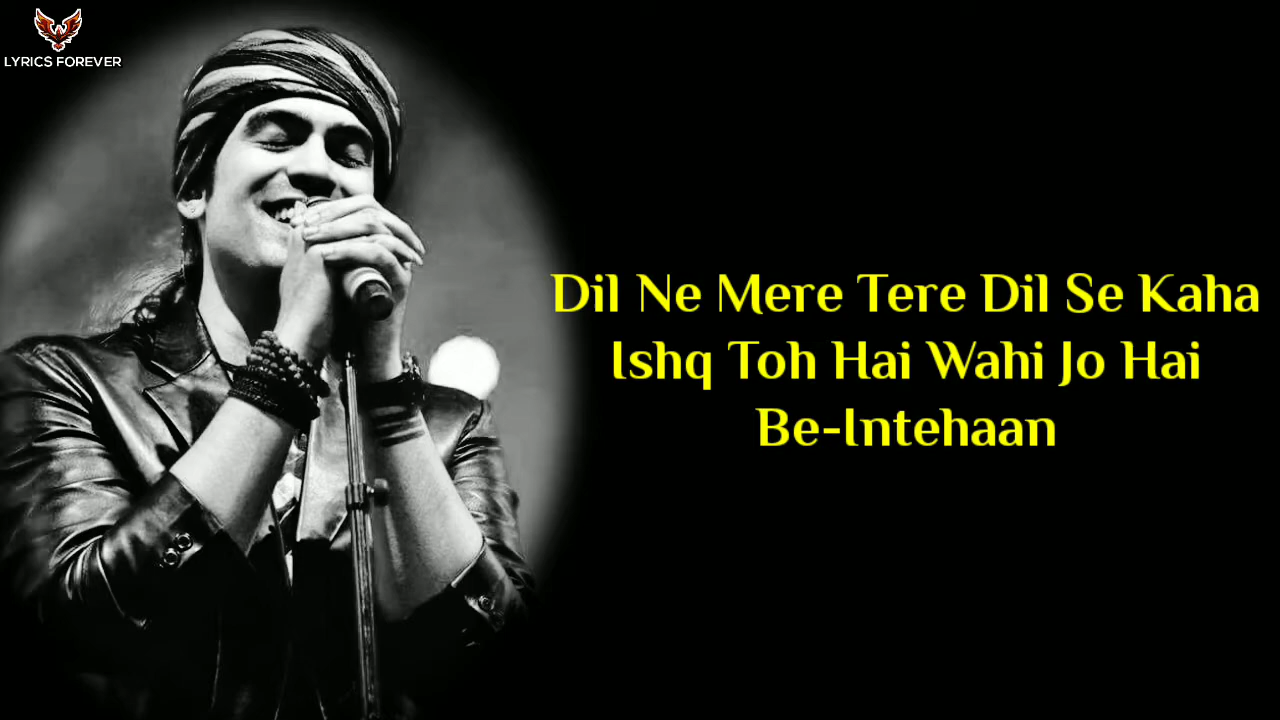 LYRICS FOREVER
Dil Ne Mere Tere Dil Se Kaha
Ishq Toh Hai Wahi Jo Hai
Be-Intehaan